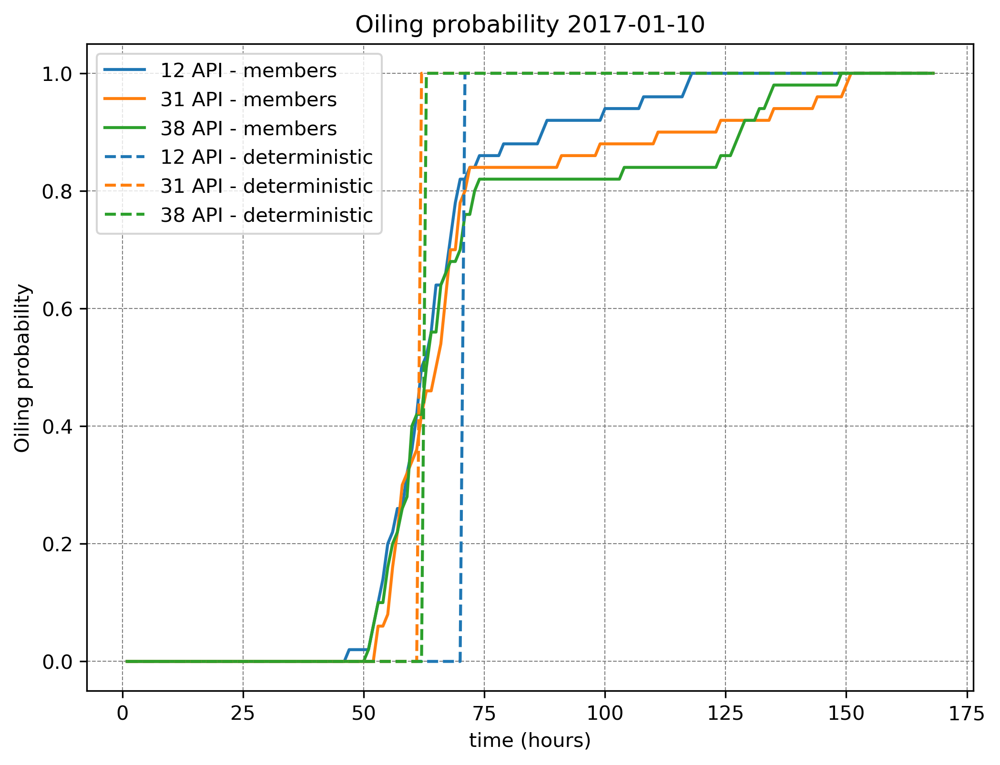 Oiling probability 2017-01-10
12 API - members
31 API - members
38 API - members
12 API - deterministic
31 API - deterministic
38 API - deterministic
Oiling probability
1.0
0.8
0.6
0.4
0.2
0.0
0 25 50 75 100 125 150 175
time (hours)